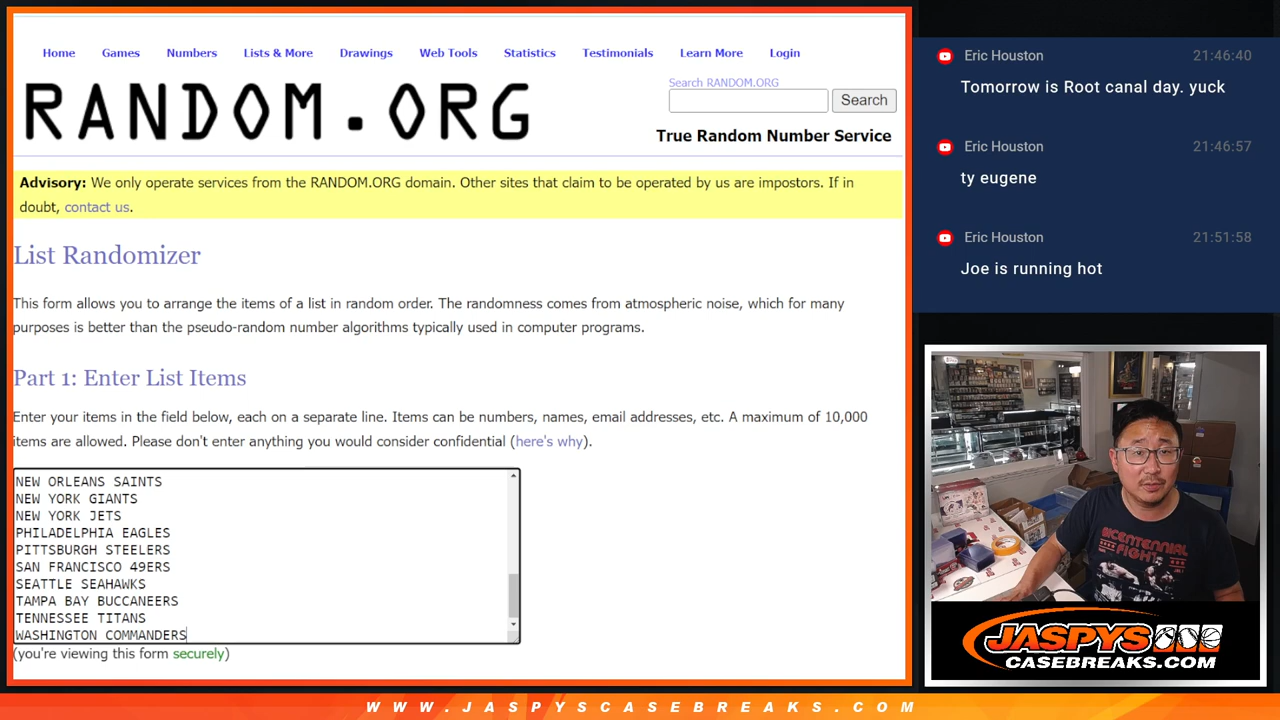 Home Games Numbers Lists & More Drawings Web Tools Statistics Testimonials Learn More Login
RANDOM.ORG
Search RANDOM.ORG
Search
True Random Number Service
Advisory: We only operate services from the RANDOM.ORG domain. Other sites that claim to be operated by us are impostors. If in
doubt, contact us.
List Randomizer
This form allows you to arrange the items of a list in random order. The randomness comes from atmospheric noise, which for many
purposes is better than the pseudo-random number algorithms typically used in computer programs.
Part 1: Enter List Items
Enter your items in the field below, each on a separate line. Items can be numbers, names, email addresses, etc. A maximum of 10,000
items are allowed. Please don't enter anything you would consider confidential (here's why).
NEW ORLEANS SAINTS
NEW YORK GIANTS
NEW YORK JETS
PHILADELPHIA EAGLES
PITTSBURGH STEELERS
SAN FRANCISCO 49ERS
SEATTLE SEAHAWKS
TAMPA BAY BUCCANEERS
TENNESSEE TITANS
WASHINGTON COMMANDERS
(you're viewing this form securely)
Eric Houston 21:46:40
Tomorrow is Root canal day. yuck
Eric Houston 21:46:57
ty eugene
Eric Houston 21:51:58
Joe is running hot
BICENTENNIAL
FIGHT
JASPYS
CASEBREAKS.COM
WWW.JASPYSCASEBREAKS.COM